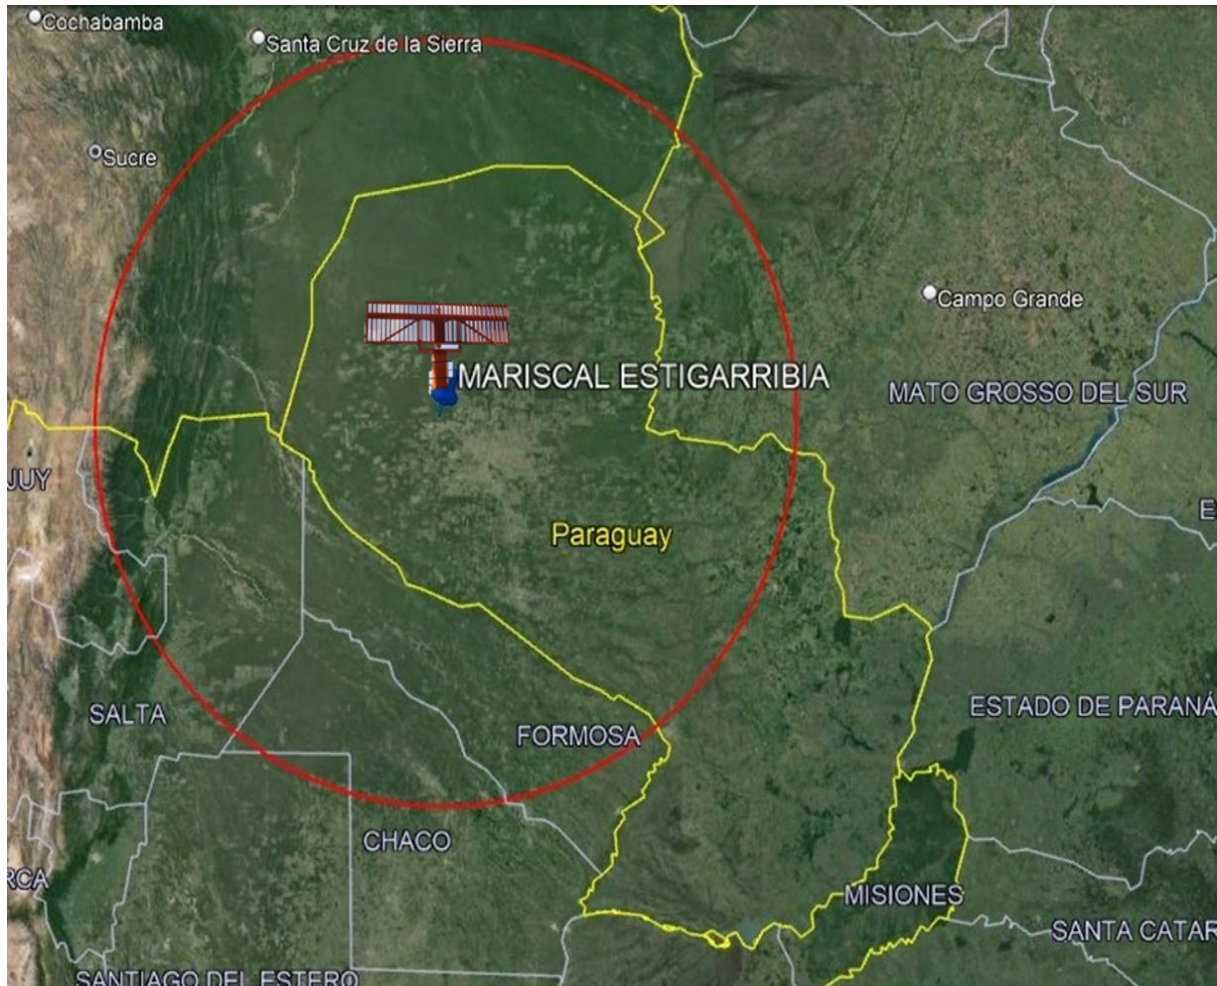 Cochabamba
Santa Cruz de la Sierra
Sucre
Campo Grande
MARISCAL ESTIGARRIBIA
MATO GROSSO DEL SUR
JUY
E
Paraguay
SALTA
FORMOSA
ESTADO DE PARANÁ
CHACO
RCA
MISIONES
SANTA CATAR
SANTIAGO DEL ESTERO